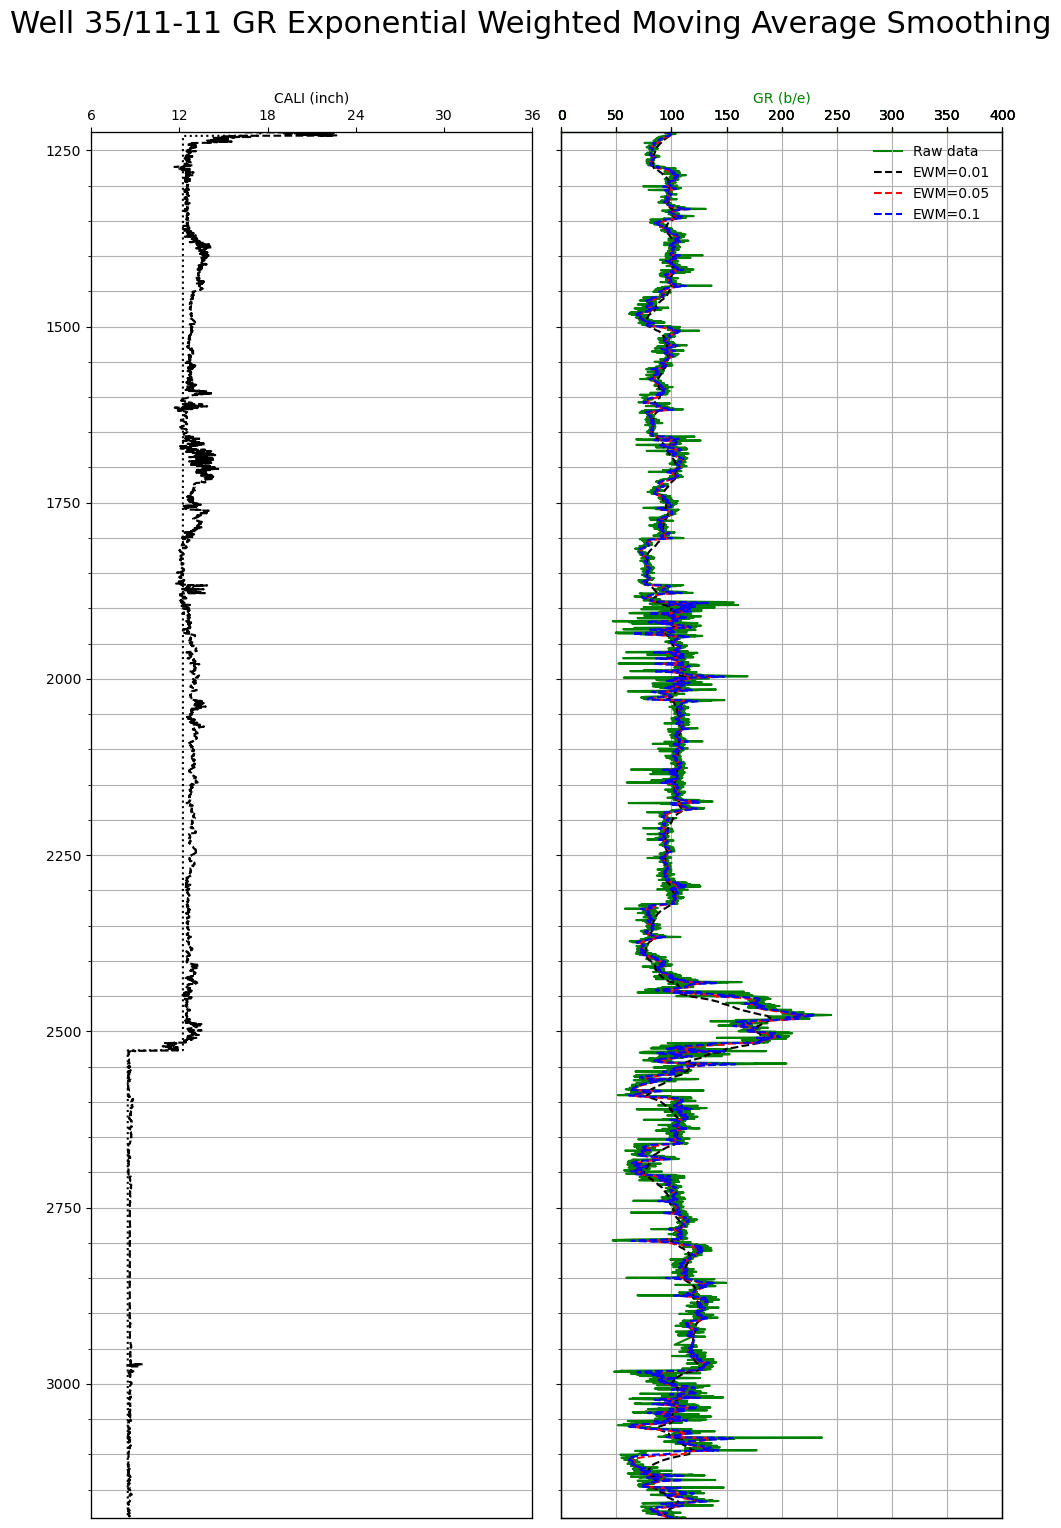 Well 35/11-11 GR Exponential Weighted Moving Average Smoothing
CALI (inch)
GR (b/e)
6 12 18 24 30 36
0 50 100 150 200 250 300 350 400
Raw data
EWM=0.01
EWM=0.05
EWM=0.1
1250
1500
1750
2000
2250
2500
2750
3000